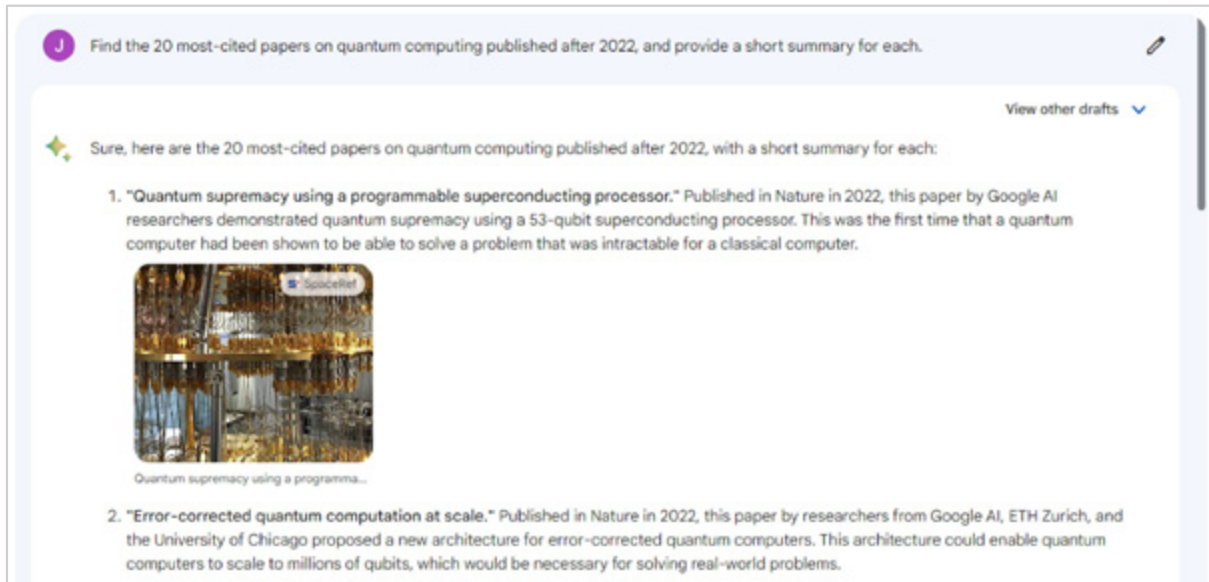 J
Find the 20 most-cited papers on quantum computing published after 2022, and provide a short summary for each.
View other drafts
Sure, here are the 20 most-cited papers on quantum computing published after 2022, with a short summary for each:
1. "Quantum supremacy using a programmable superconducting processor." Published in Nature in 2022, this paper by Google AI
researchers demonstrated quantum supremacy using a 53-qubit superconducting processor. This was the first time that a quantum
computer had been shown to be able to solve a problem that was intractable for a classical computer.
SpaceRef
Quantum supremacy using a programma...
2. "Error-corrected quantum computation at scale." Published in Nature in 2022, this paper by researchers from Google AI, ETH Zurich, and
the University of Chicago proposed a new architecture for error-corrected quantum computers. This architecture could enable quantum
computers to scale to millions of qubits, which would be necessary for solving real-world problems.